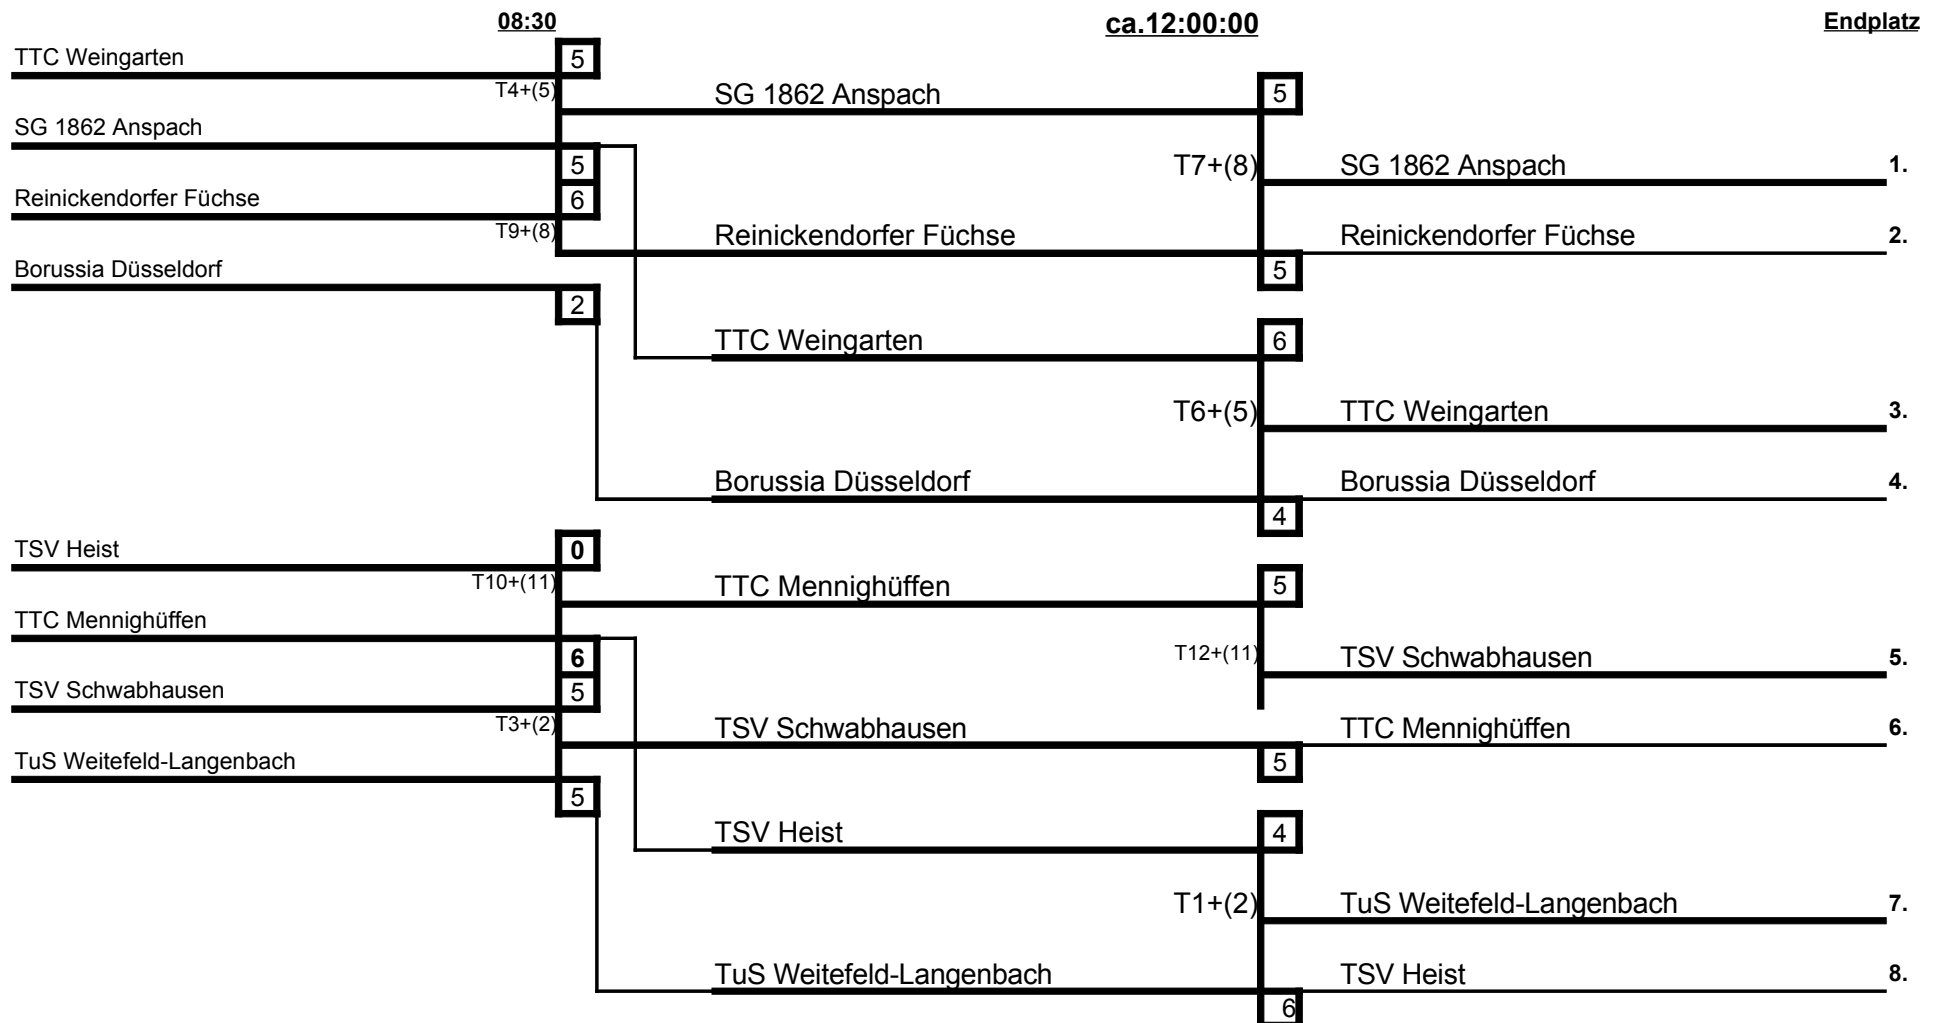 08:30 ca.12:00:00 Endplatz
TTC Weingarten 5
T4+(5) SG 1862 Anspach 5
SG 1862 Anspach
5 T7+(8) SG 1862 Anspach 1.
Reinickendorfer Füchse 6
T9+(8) Reinickendorfer Füchse Reinickendorfer Füchse 2.
Borussia Düsseldorf 5
2
TTC Weingarten 6
T6+(5) TTC Weingarten 3.
Borussia Düsseldorf Borussia Düsseldorf 4.
4
TSV Heist 0
T10+(11) TTC Mennighüffen 5
TTC Mennighüffen
6 T12+(11) TSV Schwabhausen 5.
TSV Schwabhausen 5
T3+(2) TSV Schwabhausen TTC Mennighüffen 6.
TuS Weitefeld-Langenbach 5
5
TSV Heist 4
T1+(2) TuS Weitefeld-Langenbach 7.
TuS Weitefeld-Langenbach TSV Heist 8.
6